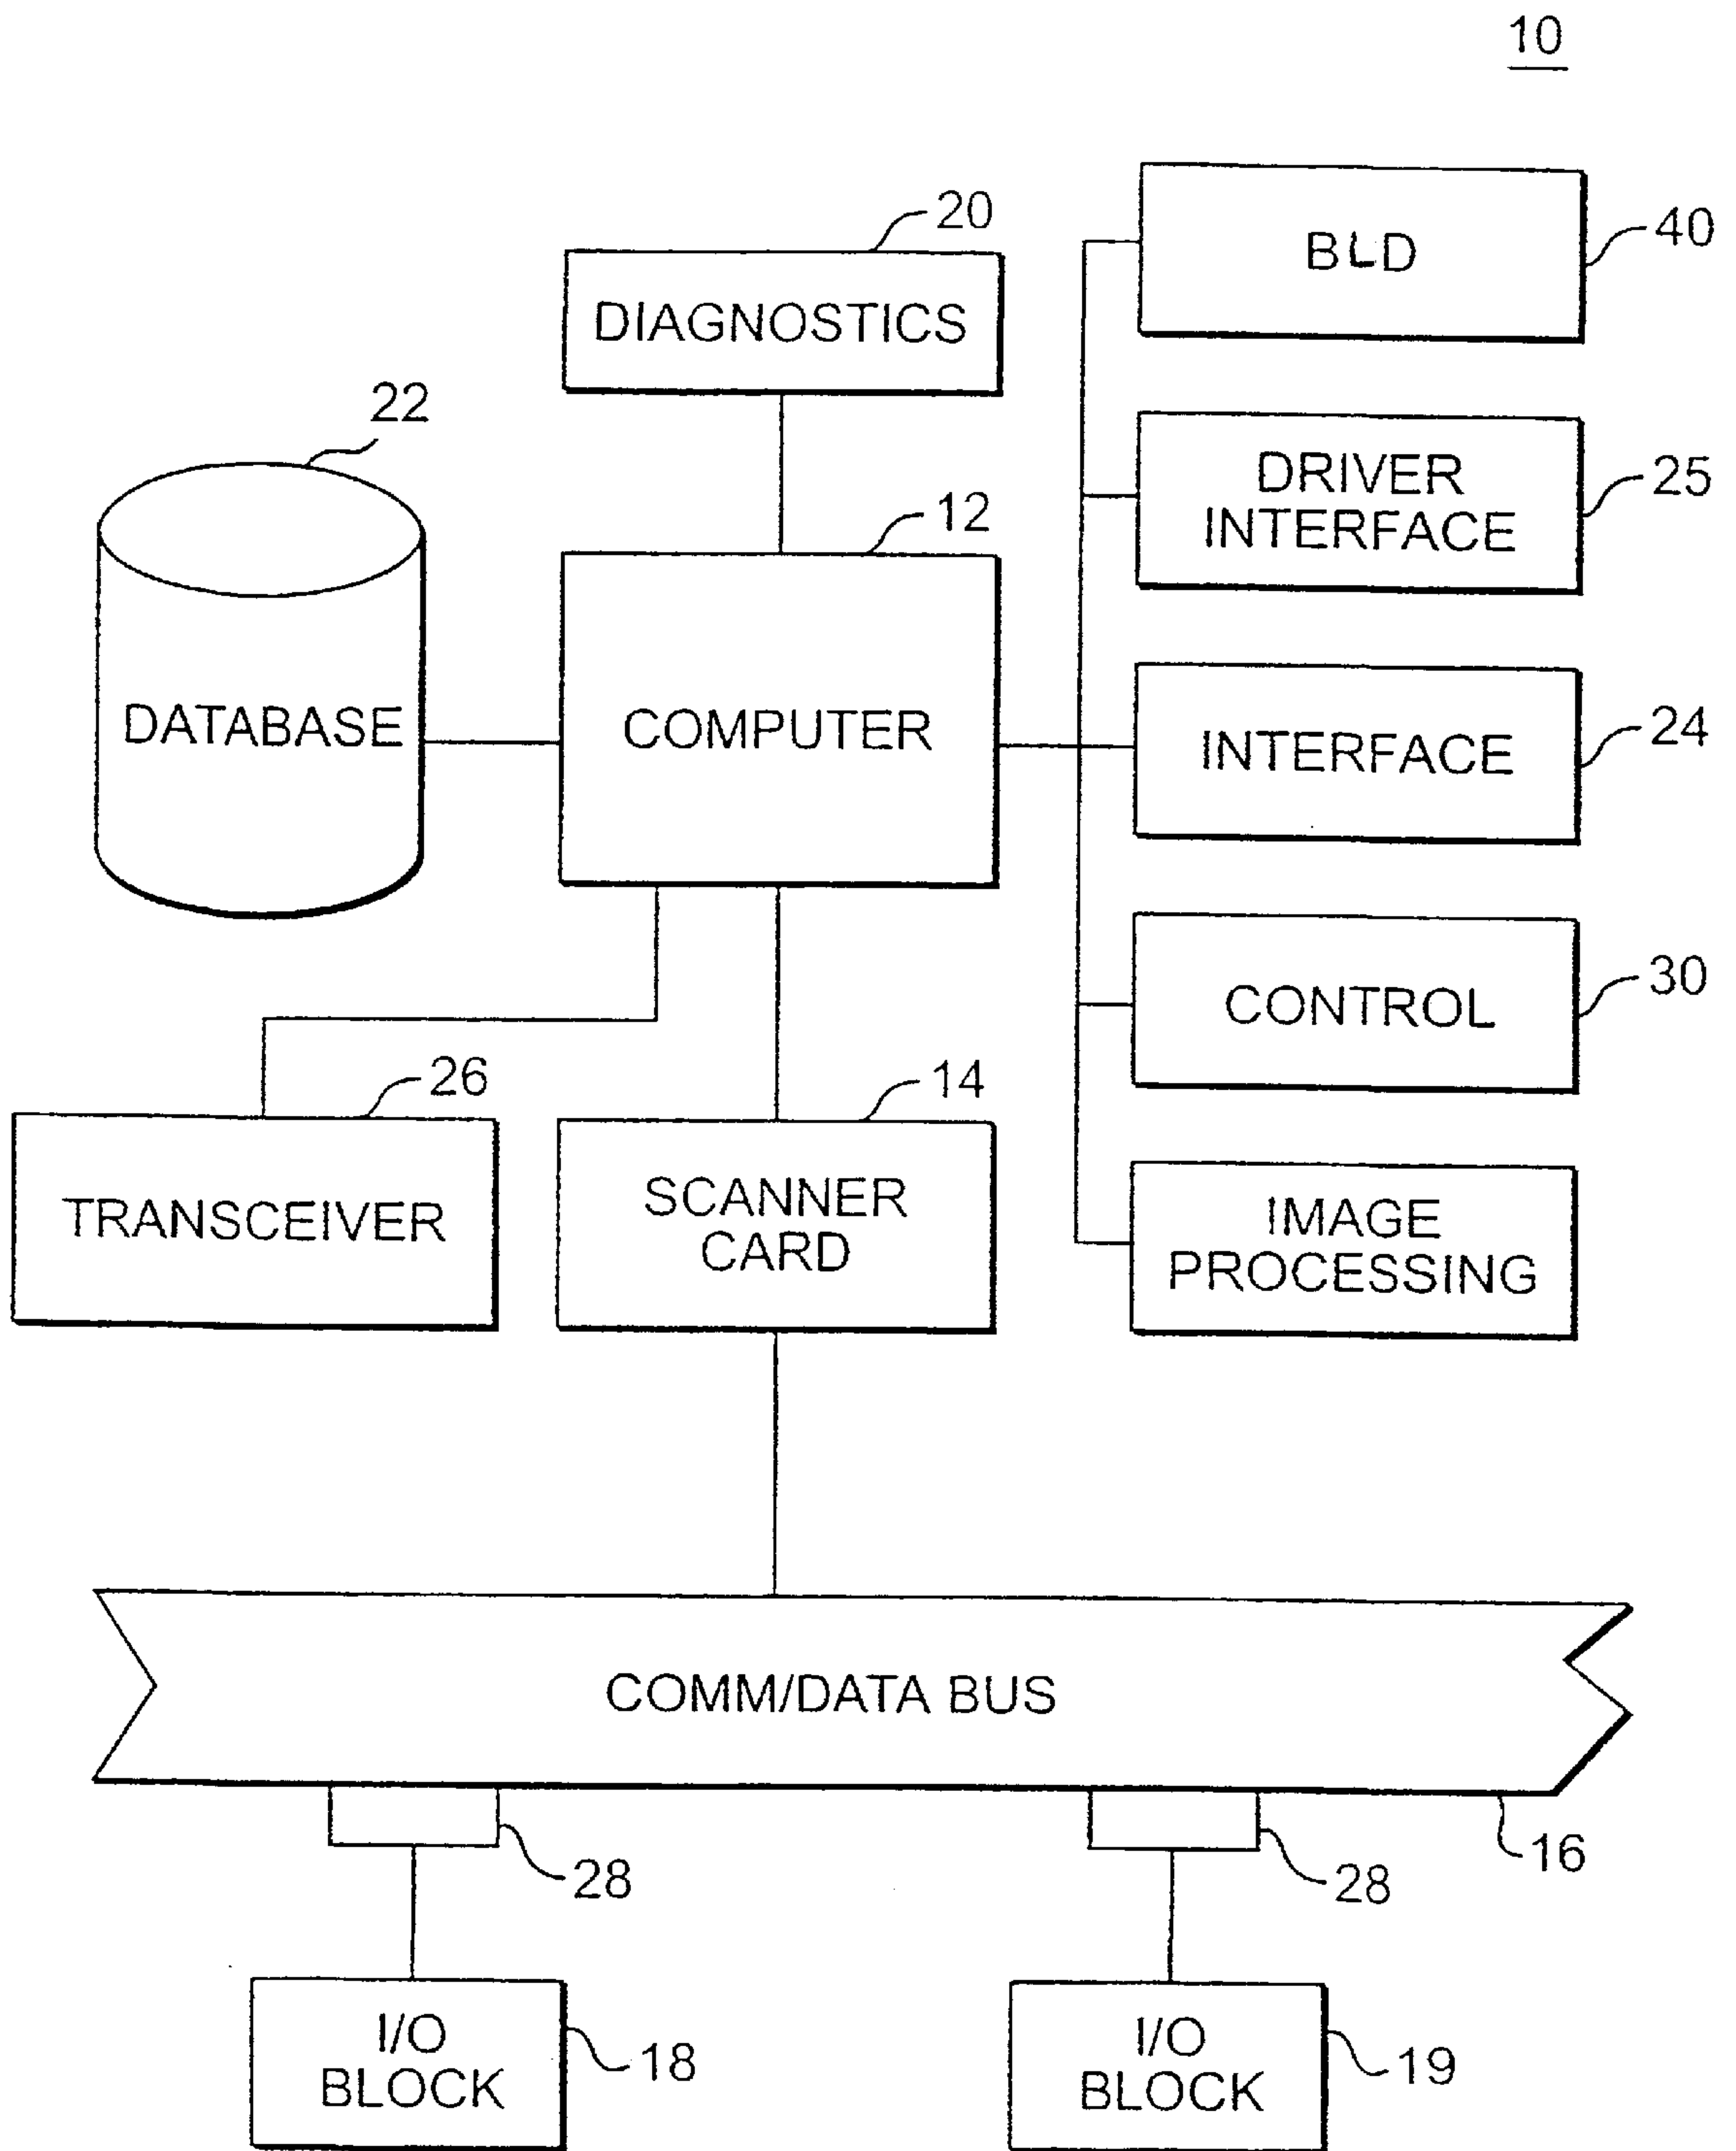 10
20
DIAGNOSTICS
BLD
40
22
DATABASE
12
COMPUTER
DRIVER
INTERFACE
25
INTERFACE
24
CONTROL
30
26
TRANSCEIVER
14
SCANNER
CARD
IMAGE
PROCESSING
COMM/DATA BUS
16
28
28
I/O
BLOCK
18
I/O
BLOCK
19